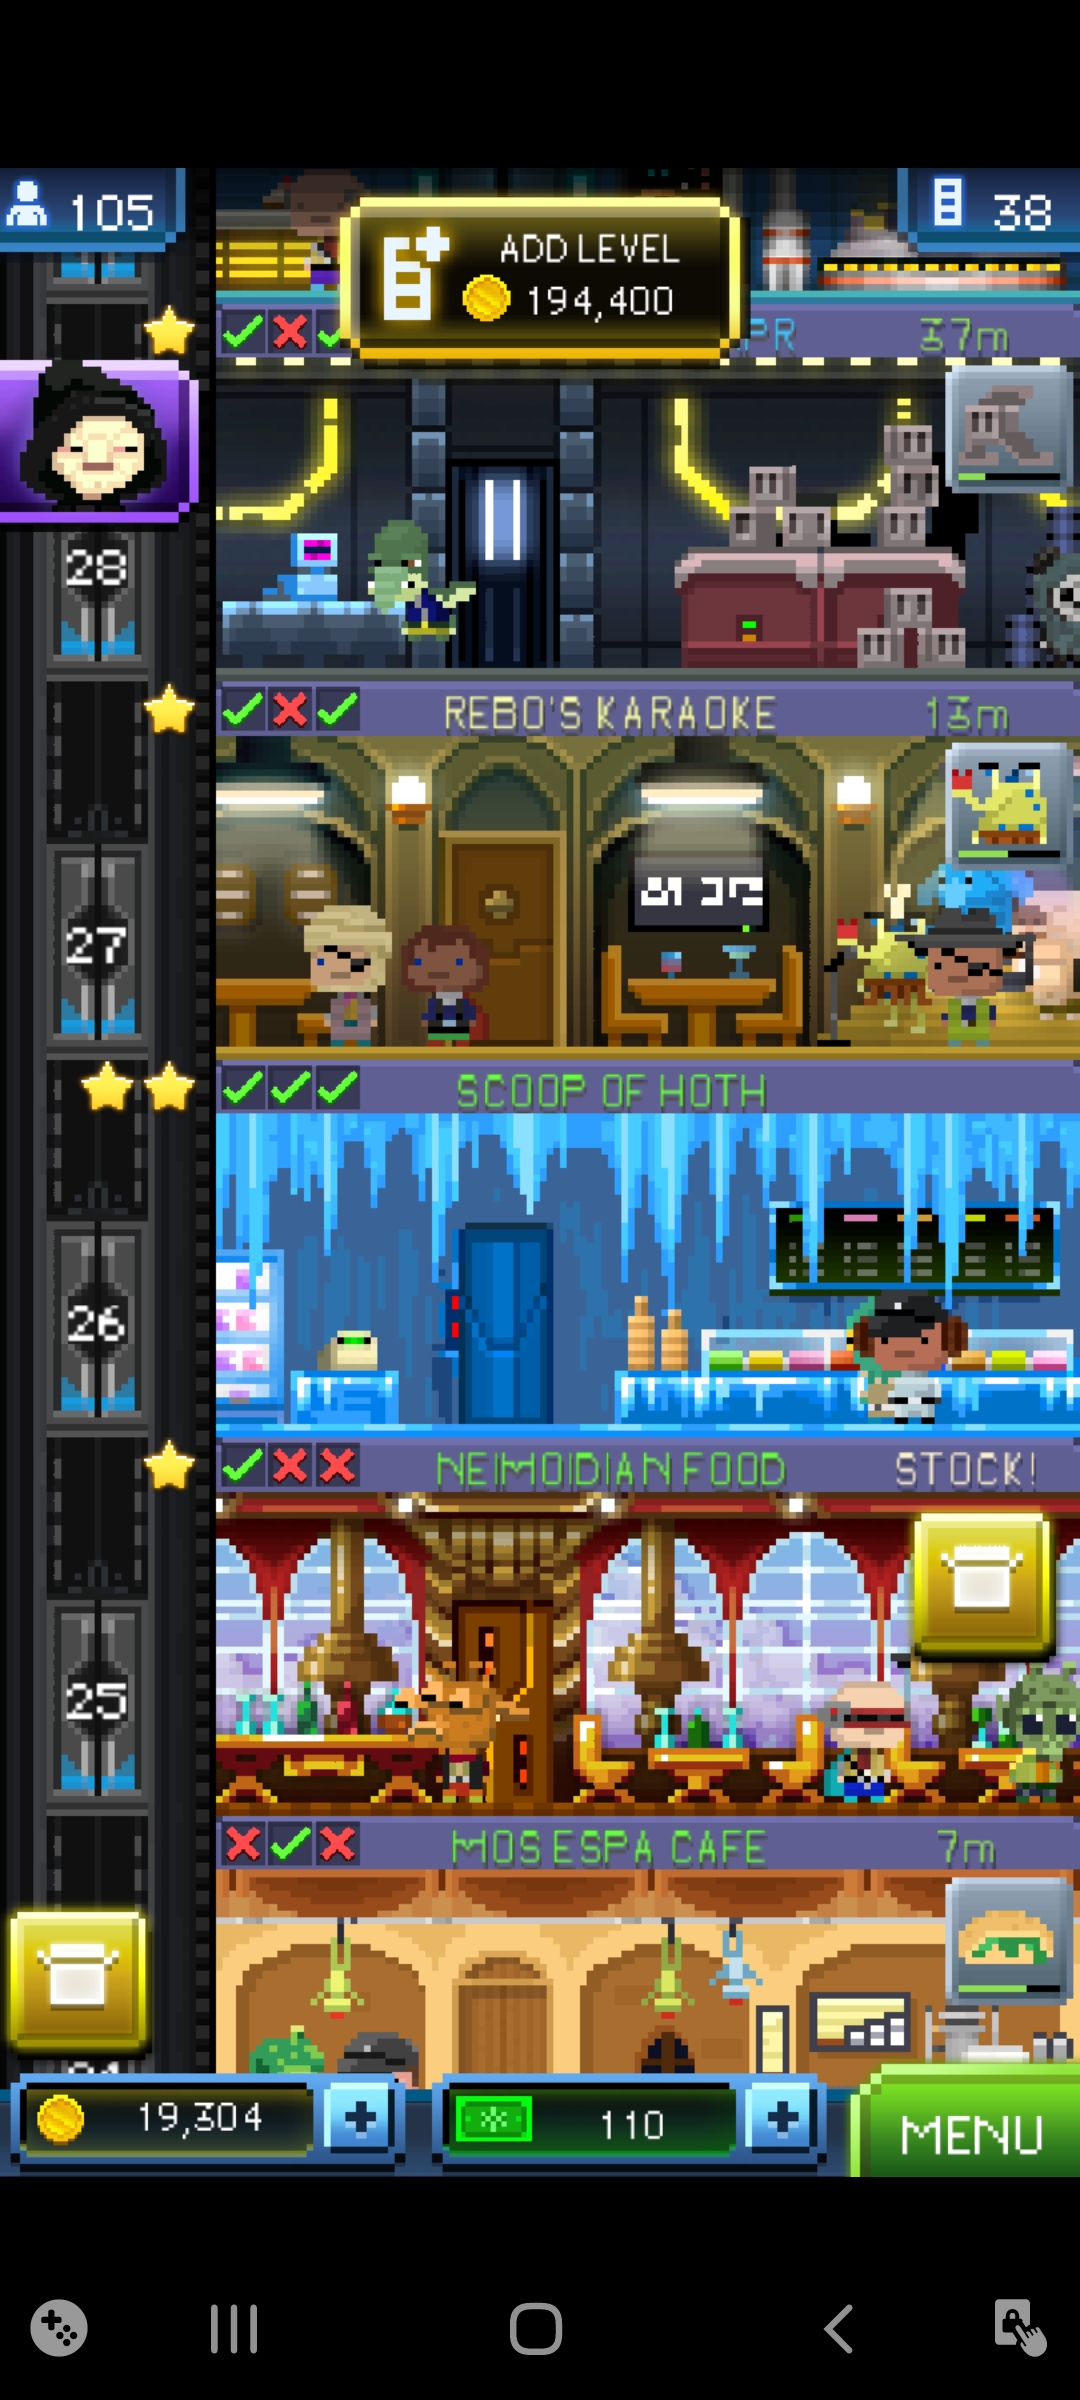 105
38
ADD LEVEL
194,400
PR 37m
28
REBO'S KARAOKE 13m
27
SCOOP OF HOTH
26
NEIMOIDIAN FOOD STOCK!
25
MOS ESPA CAFE 7m
19,304
110
MENU